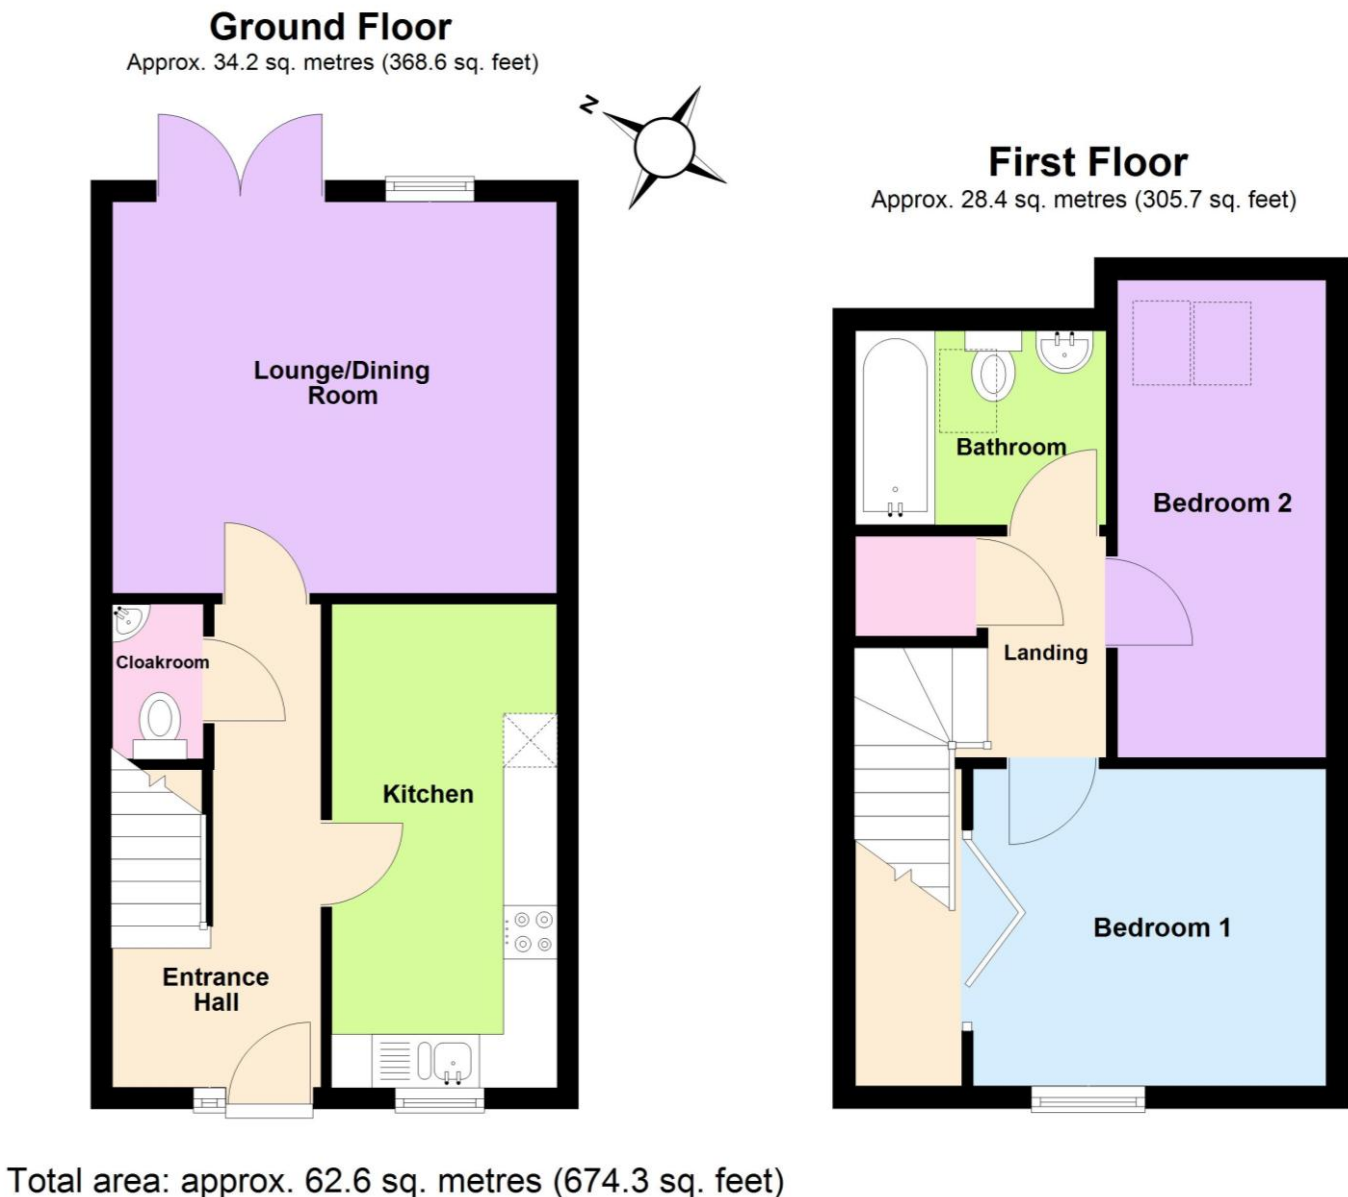 Ground Floor
Approx. 34.2 sq. metres (368.6 sq. feet)
N
First Floor
Approx. 28.4 sq. metres (305.7 sq. feet)
Lounge/Dining
Room
Cloakroom
Kitchen
Entrance
Hall
Bathroom
Bedroom 2
Landing
Bedroom 1
Total area: approx. 62.6 sq. metres (674.3 sq. feet)